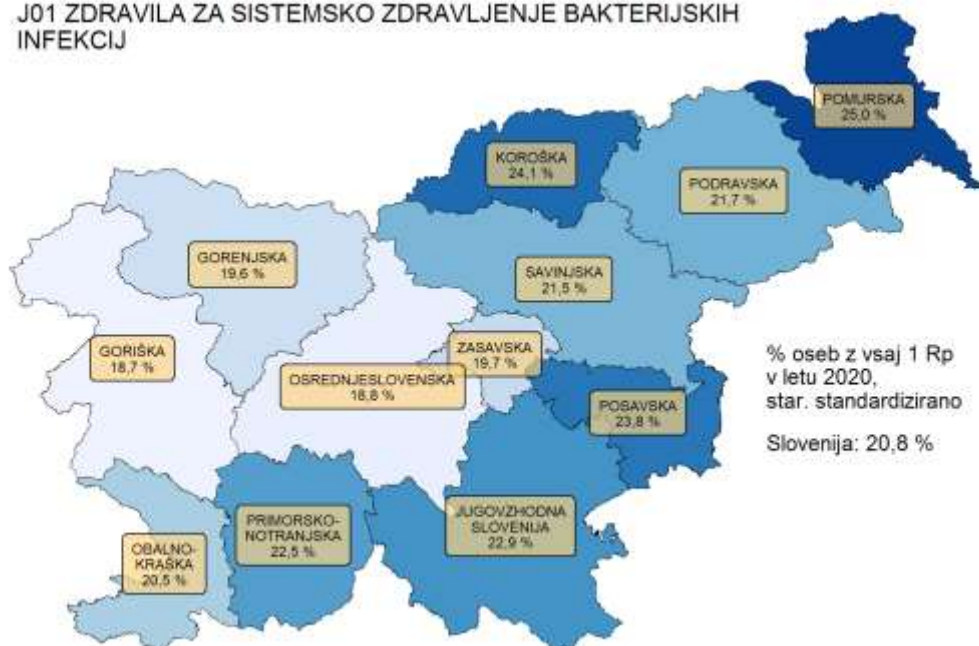 J01 ZDRAVILA ZA SISTEMSKO ZDRAVLJENJE BAKTERIJSKIH
INFEKCIJ
POMURSKA
25,0 %
KOROŠKA
24,1 %
PODRAVSKA
21,7 %
GORENJSKA
19,6 %
SAVINJSKA
21,5 %
GORIŠKA
18,7 %
ZASAVSKA
19,7 %
OSREDNJESLOVENSKA
18,8 %
POSAVSKA
23,8 %
% oseb z vsaj 1 Rp
v letu 2020,
star. standardizirano
Slovenija: 20,8 %
PRIMORSKO-
NOTRANJSKA
22,5 %
JUGOVZHODNA
SLOVENIJA
22,9 %
OBALNO-
KRAŠKA
20,5 %